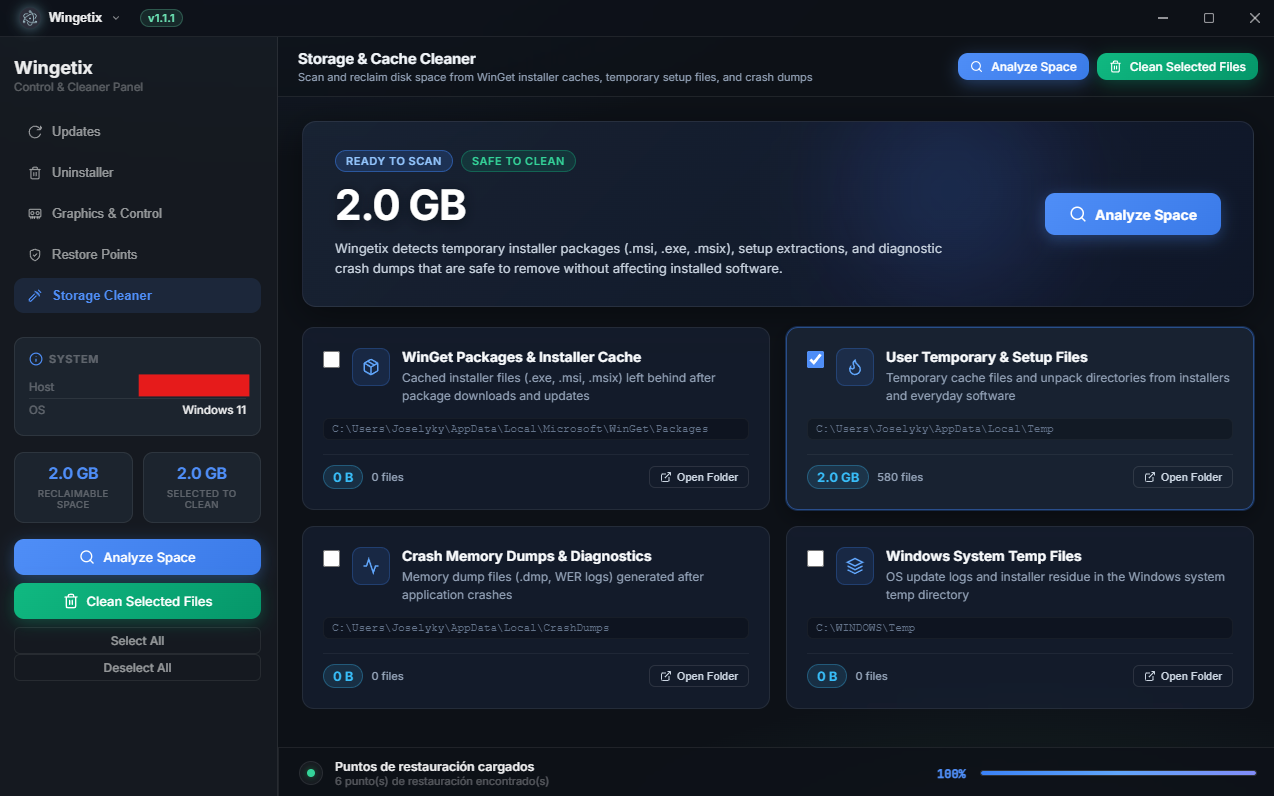 Wingetix
v1.1.1
Wingetix
Control & Cleaner Panel
Updates
Uninstaller
Graphics & Control
Restore Points
Storage Cleaner
SYSTEM
Host
OS Windows 11
2.0 GB
RECLAIMABLE
SPACE
2.0 GB
SELECTED TO
CLEAN
Analyze Space
Clean Selected Files
Select All
Deselect All
Storage & Cache Cleaner
Scan and reclaim disk space from WinGet installer caches, temporary setup files, and crash dumps
Analyze Space
Clean Selected Files
READY TO SCAN
SAFE TO CLEAN
2.0 GB
Wingetix detects temporary installer packages (.msi, .exe, .msix), setup extractions, and diagnostic
crash dumps that are safe to remove without affecting installed software.
Analyze Space
WinGet Packages & Installer Cache
Cached installer files (.exe, .msi, .msix) left behind after
package downloads and updates
C:\Users\Joselyky\AppData\Local\Microsoft\WinGet\Packages
0 B 0 files
Open Folder
User Temporary & Setup Files
Temporary cache files and unpack directories from installers
and everyday software
C:\Users\Joselyky\AppData\Local\Temp
2.0 GB 580 files
Open Folder
Crash Memory Dumps & Diagnostics
Memory dump files (.dmp, WER logs) generated after
application crashes
C:\Users\Joselyky\AppData\Local\CrashDumps
0 B 0 files
Open Folder
Windows System Temp Files
OS update logs and installer residue in the Windows system
temp directory
C:\WINDOWS\Temp
0 B 0 files
Open Folder
Puntos de restauración cargados
6 punto(s) de restauración encontrado(s)
100%